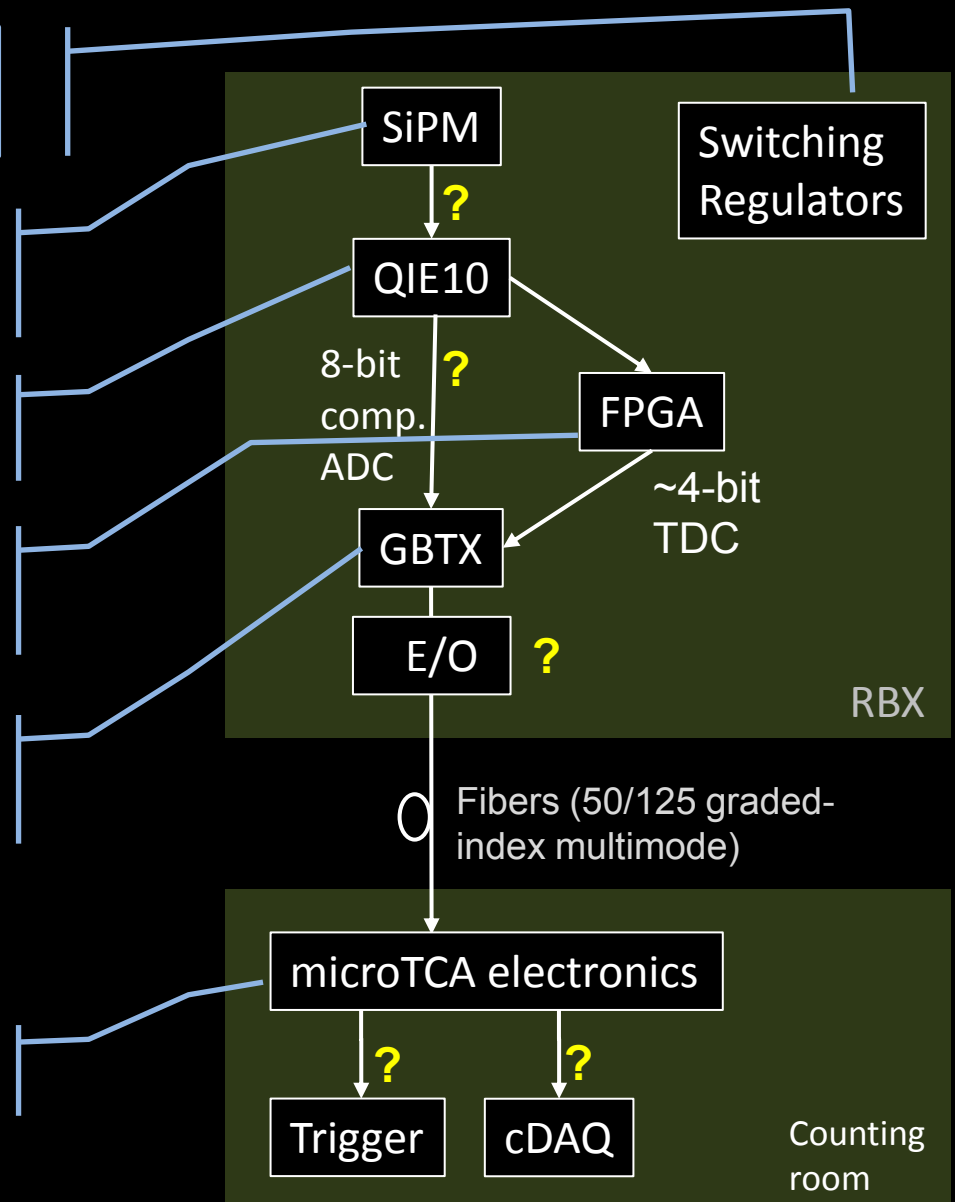 SiPM
Switching
Regulators
?
QIE10
8-bit
comp.
ADC
?
FPGA
~4-bit
TDC
GBTX
E/O
?
RBX
Fibers (50/125 graded-
index multimode)
microTCA electronics
?
?
Trigger
cDAQ
Counting
room